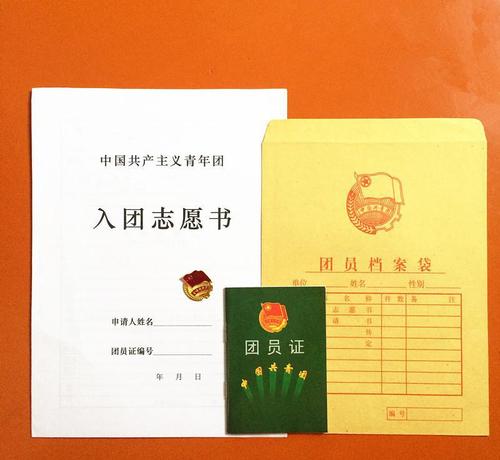 中国共产主义青年团
入团志愿书
申请人姓名
团员证编号
年 月 日
团员证
中国共青团
团员档案袋
单位 姓名 性别
名称 件数 备注
志愿书
请书
编号